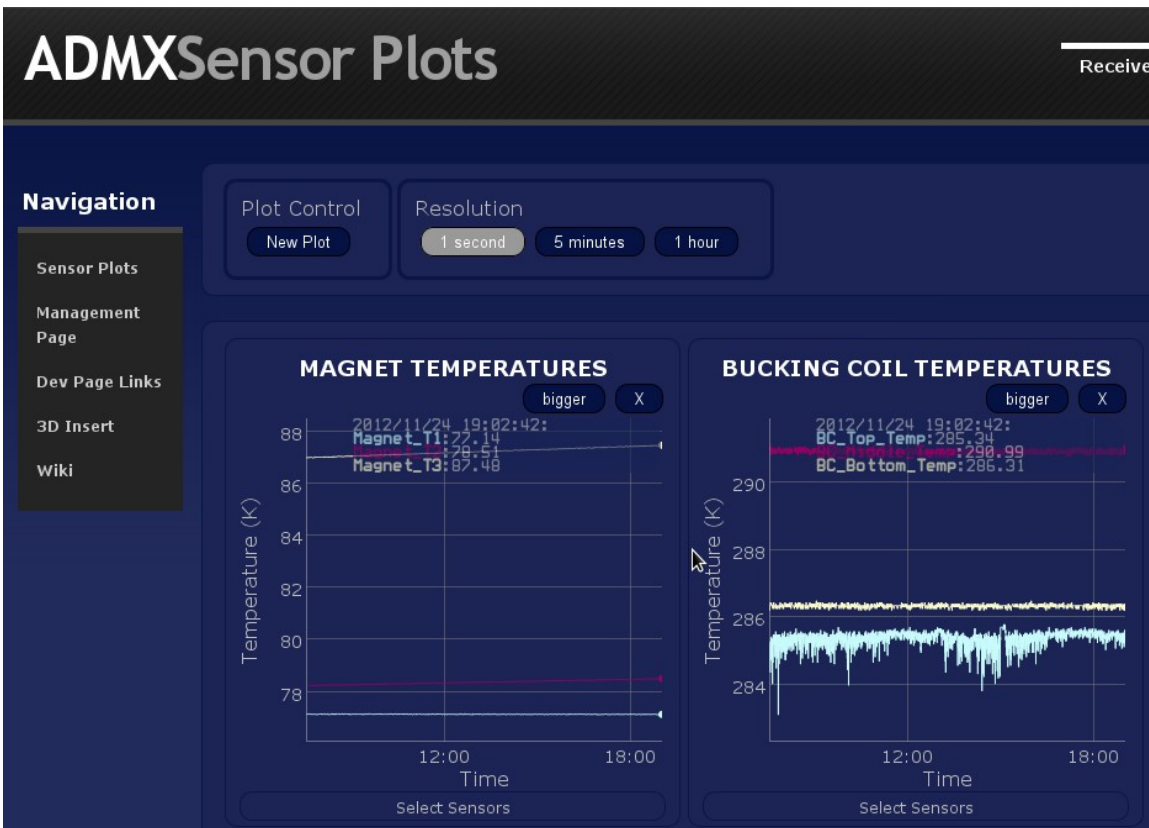 ADMXSensor Plots
Receive
Navigation
Sensor Plots
Management
Page
Dev Page Links
3D Insert
Wiki
Plot Control
New Plot
Resolution
1 second
5 minutes
1 hour
MAGNET TEMPERATURES
bigger
X
2012/11/24 19:02:42:
Magnet_T1:77.14
Magnet_T2:78.51
Magnet_T3:87.48
88
86
84
82
80
78
Temperature (K)
12:00
18:00
Time
Select Sensors
BUCKING COIL TEMPERATURES
bigger
X
2012/11/24 19:02:42:
BC_Top_Temp:285.34
BC_Middle_Temp:290.99
BC_Bottom_Temp:286.31
290
288
286
284
Temperature (K)
12:00
18:00
Time
Select Sensors